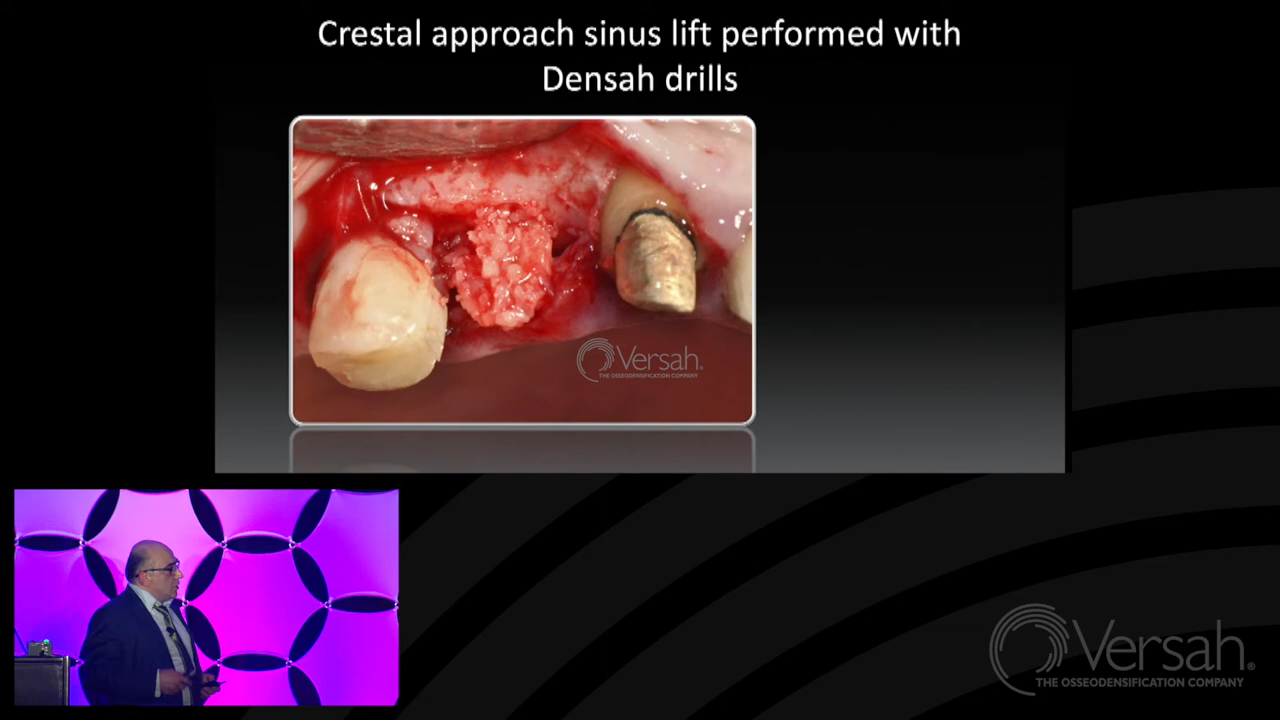 Crestal approach sinus lift performed with
Densah drills
Versah®
THE OSSEODENSIFICATION COMPANY
Versah®
THE OSSEODENSIFICATION COMPANY